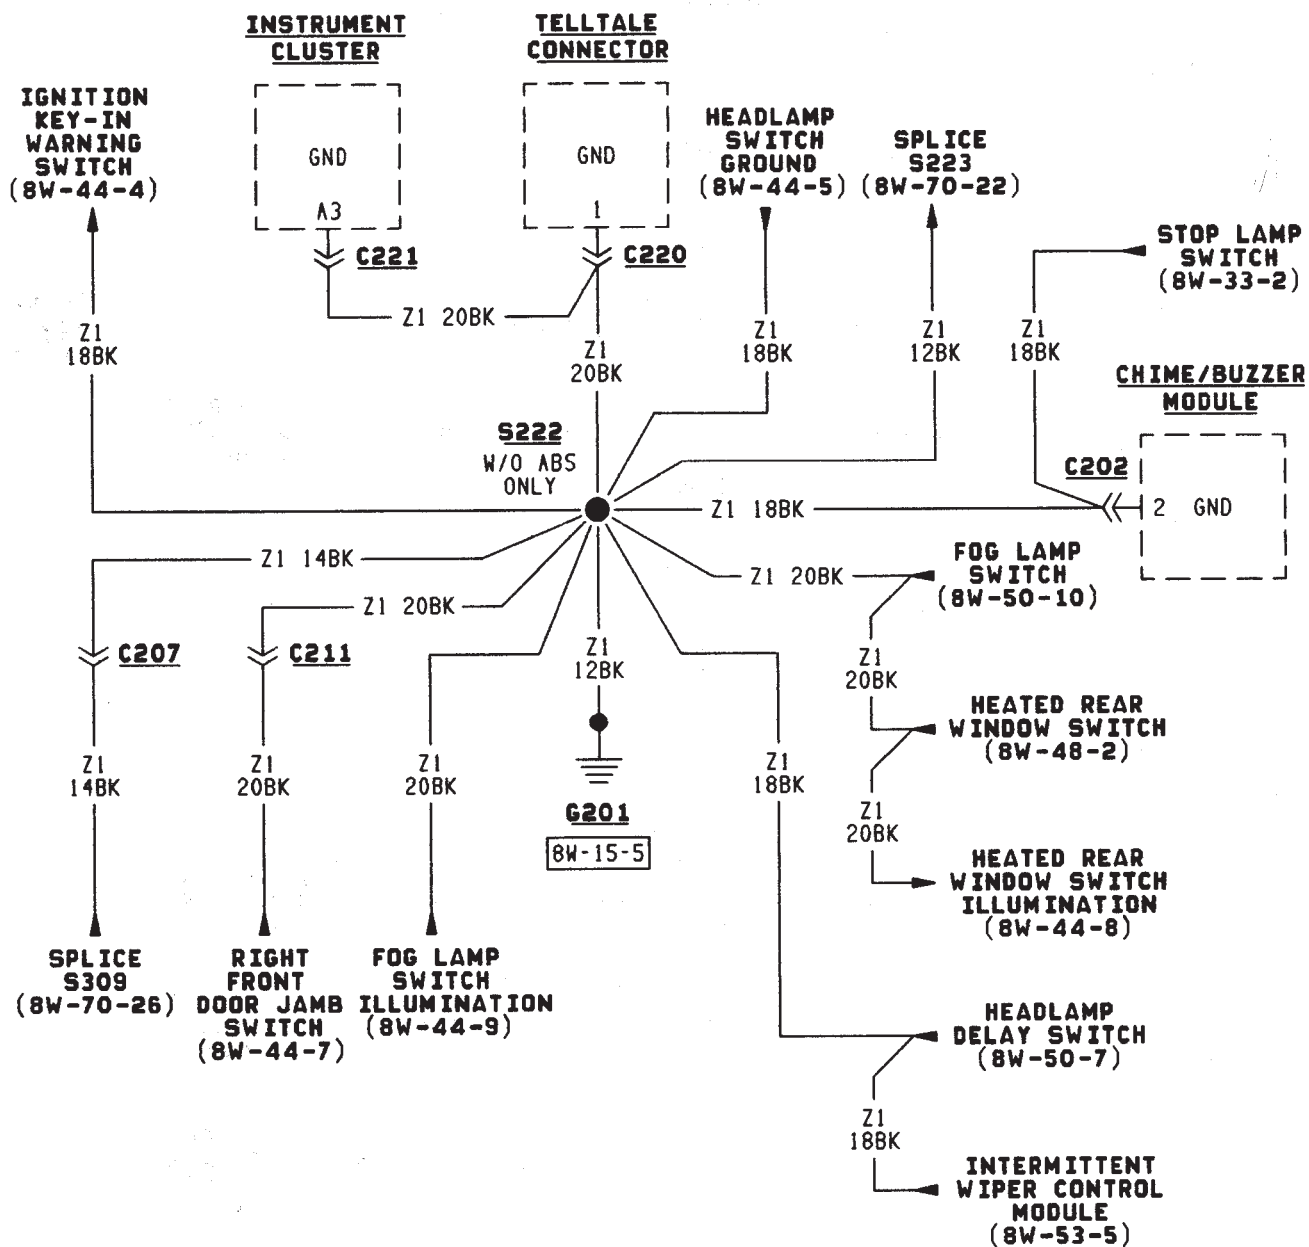 INSTRUMENT
CLUSTER
TELLTALE
CONNECTOR
IGNITION
KEY-IN
WARNING
SWITCH
(8W-44-4)
GND
A3
GND
1
HEADLAMP
SWITCH
GROUND
(8W-44-5)
SPLICE
S223
(8W-70-22)
STOP LAMP
SWITCH
(8W-33-2)
C221
C220
Z1 20BK
Z1
18BK
Z1
20BK
Z1
18BK
Z1
12BK
Z1
18BK
CHIME/BUZZER
MODULE
S222
W/O ABS
ONLY
C202
Z1 18BK
2 GND
Z1 14BK
Z1 20BK
Z1 20BK
FOG LAMP
SWITCH
(8W-50-10)
C207
C211
Z1
12BK
Z1
20BK
HEATED REAR
WINDOW SWITCH
(8W-48-2)
Z1
14BK
Z1
20BK
Z1
20BK
Z1
18BK
G201
8W-15-5
Z1
20BK
HEATED REAR
WINDOW SWITCH
ILLUMINATION
(8W-44-8)
SPLICE
S309
(8W-70-26)
RIGHT
FRONT
DOOR JAMB
SWITCH
(8W-44-7)
FOG LAMP
SWITCH
ILLUMINATION
(8W-44-9)
HEADLAMP
DELAY SWITCH
(8W-50-7)
Z1
18BK
INTERMITTENT
WIPER CONTROL
MODULE
(8W-53-5)